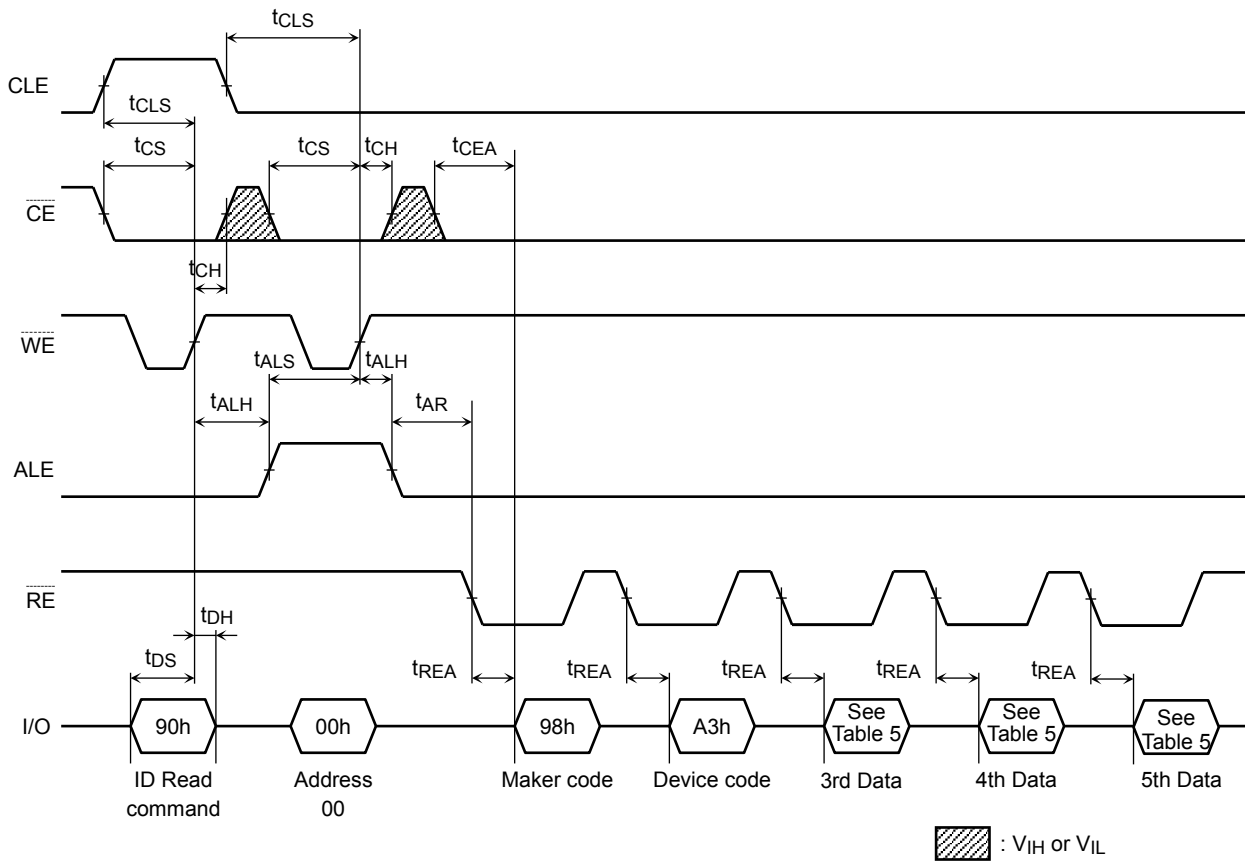 tCLS
CLE
tCLS
tCS
tCS
tCH
tCEA
CE
tCH
WE
tALS
tALH
tALH
tAR
ALE
RE
tDH
tDS
tREA
tREA
tREA
tREA
tREA
I/O
90h
00h
98h
A3h
See
Table 5
See
Table 5
See
Table 5
ID Read
command
Address
00
Maker code
Device code
3rd Data
4th Data
5th Data
: VIH or VIL